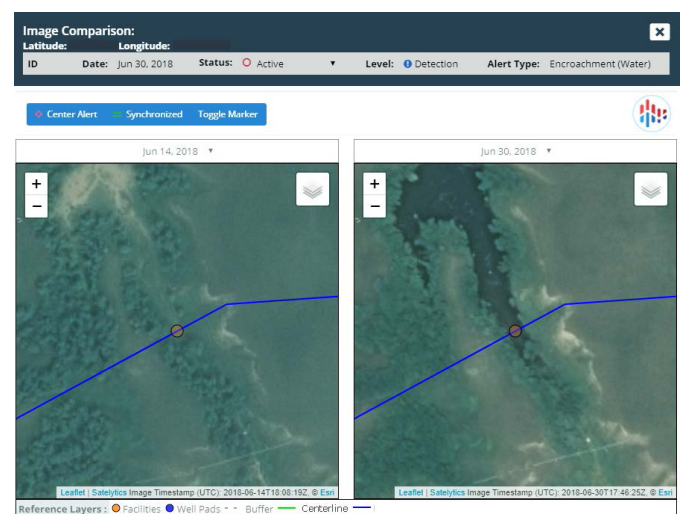 Image Comparison:
Latitude: Longitude:
ID Date: Jun 30, 2018 Status: Active Level: Detection Alert Type: Encroachment (Water)
Center Alert Synchronized Toggle Marker
Jun 14, 2018 Jun 30, 2018
+ +
− −
Leaflet | Satelytics Image Timestamp (UTC): 2018-06-14T18:08:19Z, © Esri Leaflet | Satelytics Image Timestamp (UTC): 2018-06-30T17:46:25Z, © Esri
Reference Layers : Facilities Well Pads Buffer Centerline